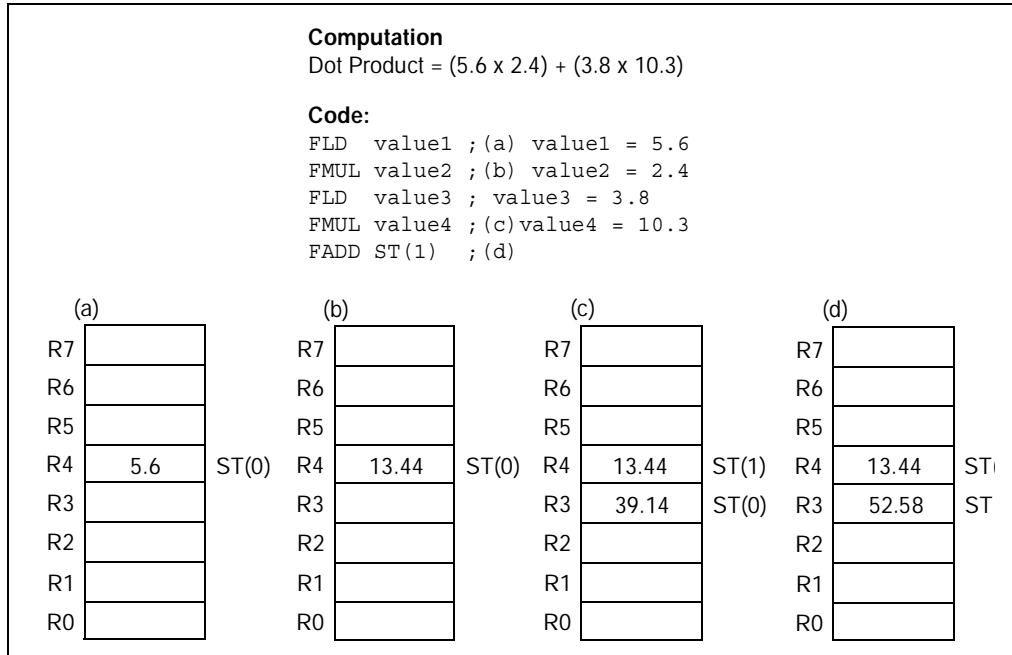 Computation
Dot Product = (5.6 x 2.4) + (3.8 x 10.3)
Code:
FLD value1 ;(a) value1 = 5.6
FMUL value2 ;(b) value2 = 2.4
FLD value3 ; value3 = 3.8
FMUL value4 ;(c)value4 = 10.3
FADD ST(1) ;(d)
(a) (b) (c) (d)
R7 R7 R7 R7
R6 R6 R6 R6
R5 R5 R5 R5
R4 5.6 ST(0) R4 13.44 ST(0) R4 13.44 ST(1) R4 13.44 ST(
R3 R3 R3 39.14 ST(0) R3 52.58 ST
R2 R2 R2 R2
R1 R1 R1 R1
R0 R0 R0 R0